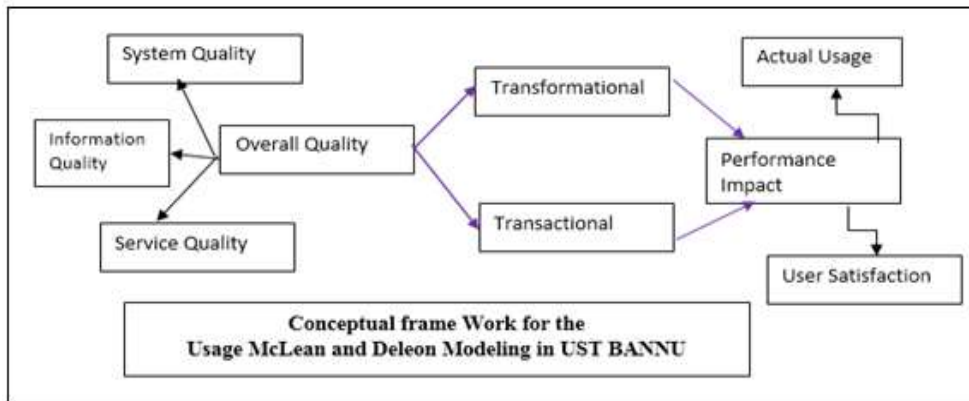 System Quality
Actual Usage
Transformational
Information
Quality
Overall Quality
Performance
Impact
Transactional
Service Quality
User Satisfaction
Conceptual frame Work for the
Usage McLean and Deleon Modeling in UST BANNU